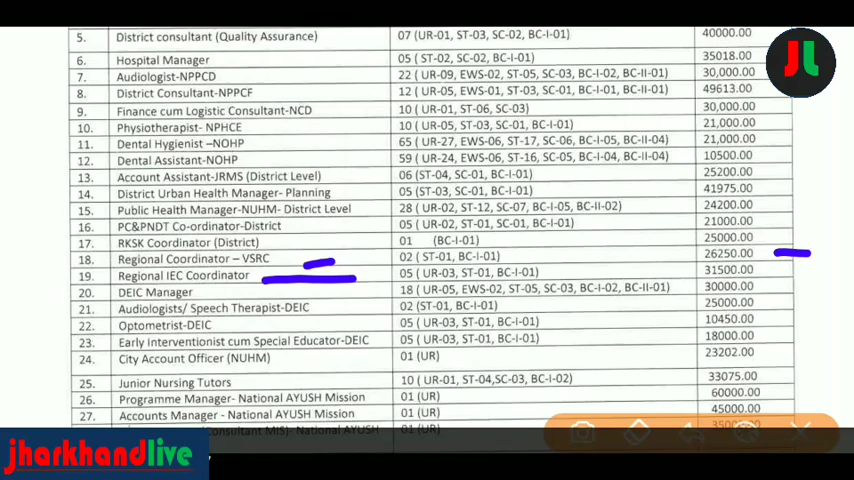 5. District consultant (Quality Assurance) 07 (UR-01, ST-03, SC-02, BC-I-01) 40000.00
6. Hospital Manager 05 ( ST-02, SC-02, BC-I-01) 35018.00
7. Audiologist-NPPCD 22 ( UR-09, EWS-02, ST-05, SC-03, BC-I-02, BC-II-01) 30,000.00
8. District Consultant-NPPCF 12 ( UR-05, EWS-01, ST-03, SC-01, BC-I-01, BC-II-01) 49613.00
9. Finance cum Logistic Consultant-NCD 10 ( UR-01, ST-06, SC-03) 30,000.00
10. Physiotherapist- NPHCE 10 ( UR-05, ST-03, SC-01, BC-I-01) 21,000.00
11. Dental Hygienist –NOHP 65 ( UR-27, EWS-06, ST-17, SC-06, BC-I-05, BC-II-04) 21,000.00
12. Dental Assistant-NOHP 59 ( UR-24, EWS-06, ST-16, SC-05, BC-I-04, BC-II-04) 10500.00
13. Account Assistant-JRMS (District Level) 06 (ST-04, SC-01, BC-I-01) 25200.00
14. District Urban Health Manager- Planning 05 (ST-03, SC-01, BC-I-01) 41975.00
15. Public Health Manager-NUHM- District Level 28 ( UR-02, ST-12, SC-07, BC-I-05, BC-II-02) 24200.00
16. PC&PNDT Co-ordinator-District 05 ( UR-02, ST-01, SC-01, BC-I-01) 21000.00
17. RKSK Coordinator (District) 01 (BC-I-01) 25000.00
18. Regional Coordinator – VSRC 02 ( ST-01, BC-I-01) 26250.00
19. Regional IEC Coordinator 05 ( UR-03, ST-01, BC-I-01) 31500.00
20. DEIC Manager 18 ( UR-05, EWS-02, ST-05, SC-03, BC-I-02, BC-II-01) 30000.00
21. Audiologists/ Speech Therapist-DEIC 02 (ST-01, BC-I-01) 25000.00
22. Optometrist-DEIC 05 ( UR-03, ST-01, BC-I-01) 10450.00
23. Early Interventionist cum Special Educator-DEIC 05 ( UR-03, ST-01, BC-I-01) 18000.00
24. City Account Officer (NUHM) 01 (UR) 23202.00
25. Junior Nursing Tutors 10 ( UR-01, ST-04,SC-03, BC-I-02) 33075.00
26. Programme Manager- National AYUSH Mission 01 (UR) 60000.00
27. Accounts Manager - National AYUSH Mission 01 (UR) 45000.00
Consultant MIS)- National AYUSH 01 (UR)
JL
jharkhandlive